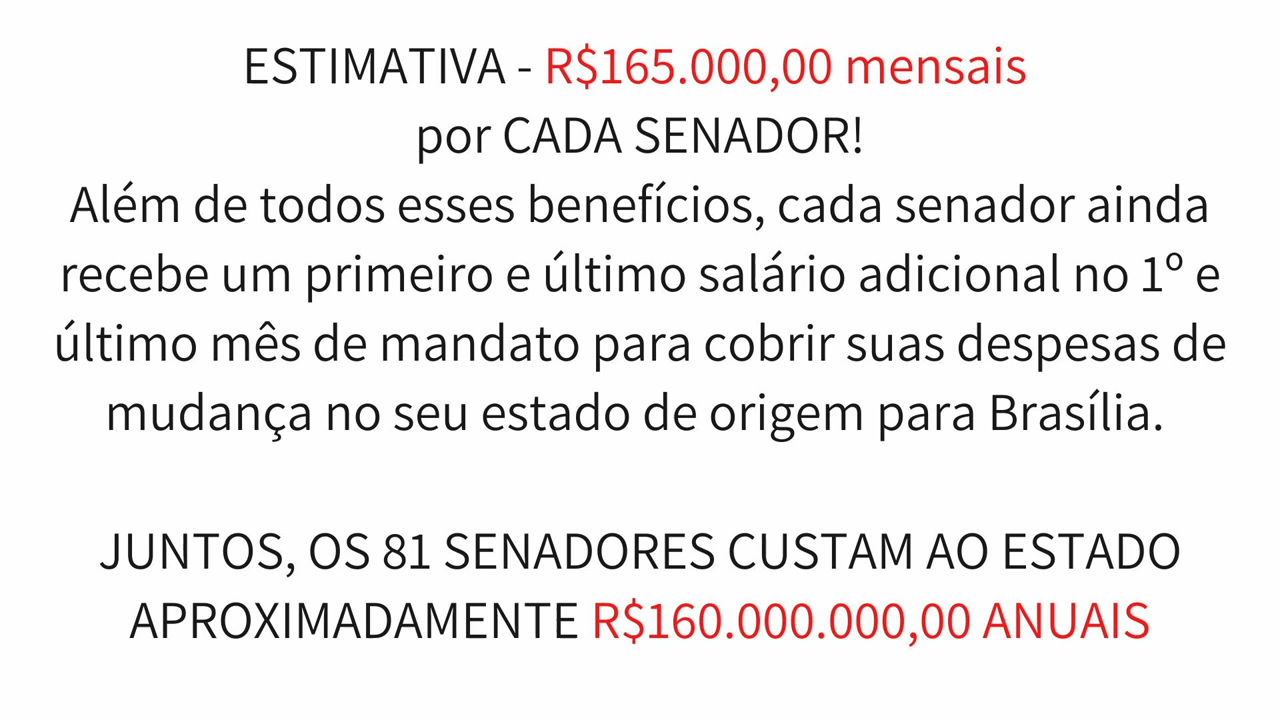 ESTIMATIVA - R$165.000,00 mensais
por CADA SENADOR!
Além de todos esses benefícios, cada senador ainda
recebe um primeiro e último salário adicional no 1º e
último mês de mandato para cobrir suas despesas de
mudança no seu estado de origem para Brasília.
JUNTOS, OS 81 SENADORES CUSTAM AO ESTADO
APROXIMADAMENTE R$160.000.000,00 ANUAIS